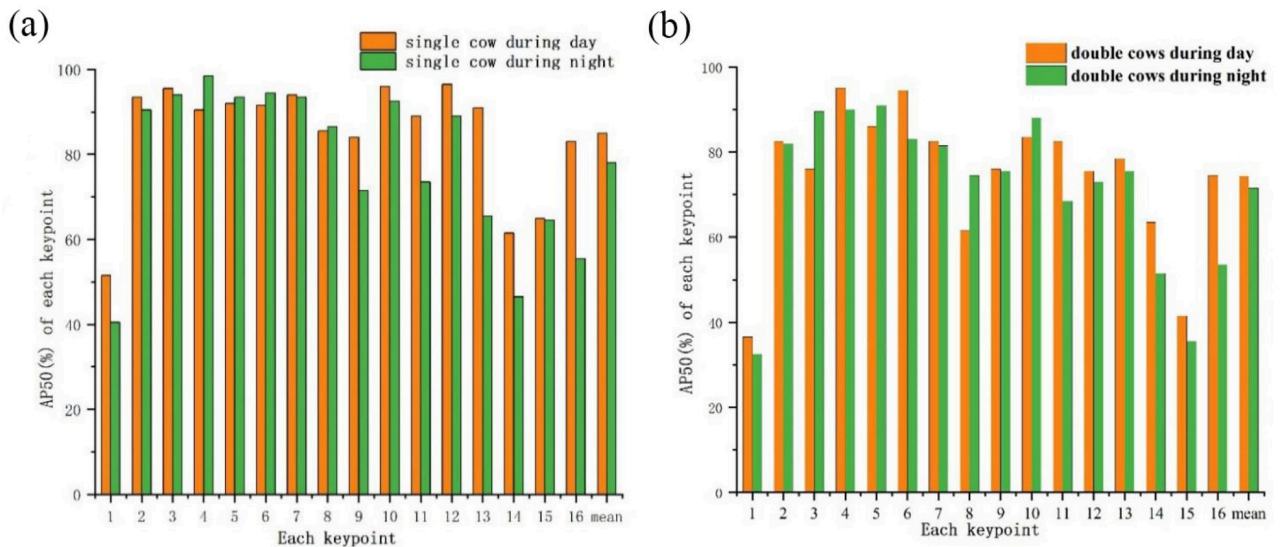 (a)
single cow during day
single cow during night
100
80
60
40
20
0
AP50(%) of each keypoint
1 2 3 4 5 6 7 8 9 10 11 12 13 14 15 16 mean
Each keypoint
(b)
double cows during day
double cows during night
100
80
60
40
20
0
AP50(%) of each keypoint
1 2 3 4 5 6 7 8 9 10 11 12 13 14 15 16 mean
Each keypoint